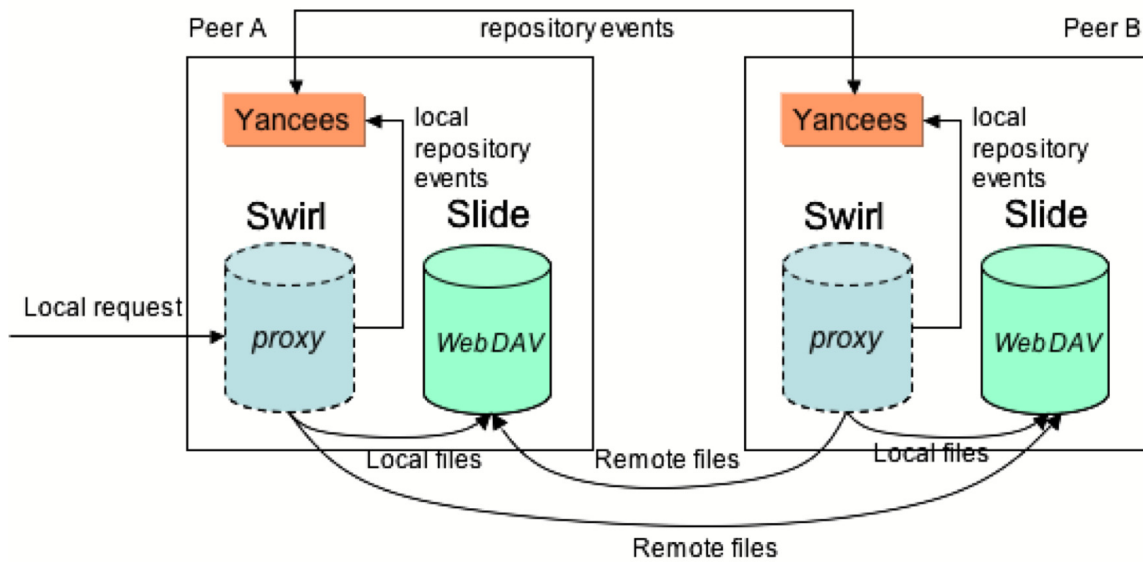 Peer A
repository events
Peer B
Yancees
local
repository
events
Yancees
local
repository
events
Swirl
Slide
Swirl
Slide
Local request
proxy
WebDAV
proxy
WebDAV
Local files
Remote files
Local files
Remote files